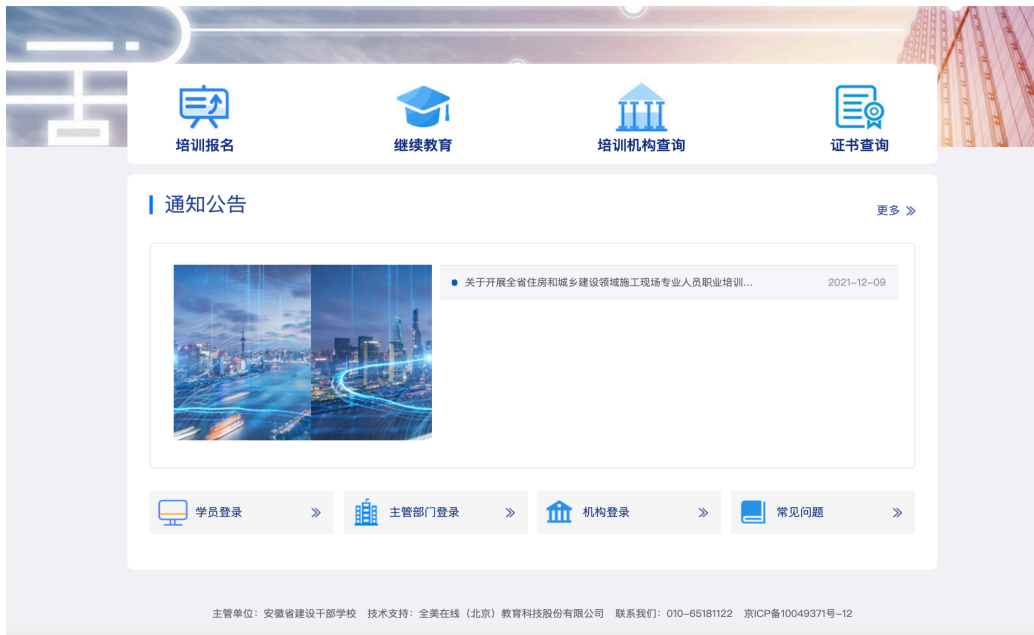 培训报名
继续教育
培训机构查询
证书查询
通知公告
更多
关于开展全省住房和城乡建设领域施工现场专业人员职业培训...
2021-12-09
学员登录
主管部门登录
机构登录
常见问题
主管单位：安徽省建设干部学校 技术支持：全美在线（北京）教育科技股份有限公司 联系我们：010-65181122 京ICP备10049371号-12